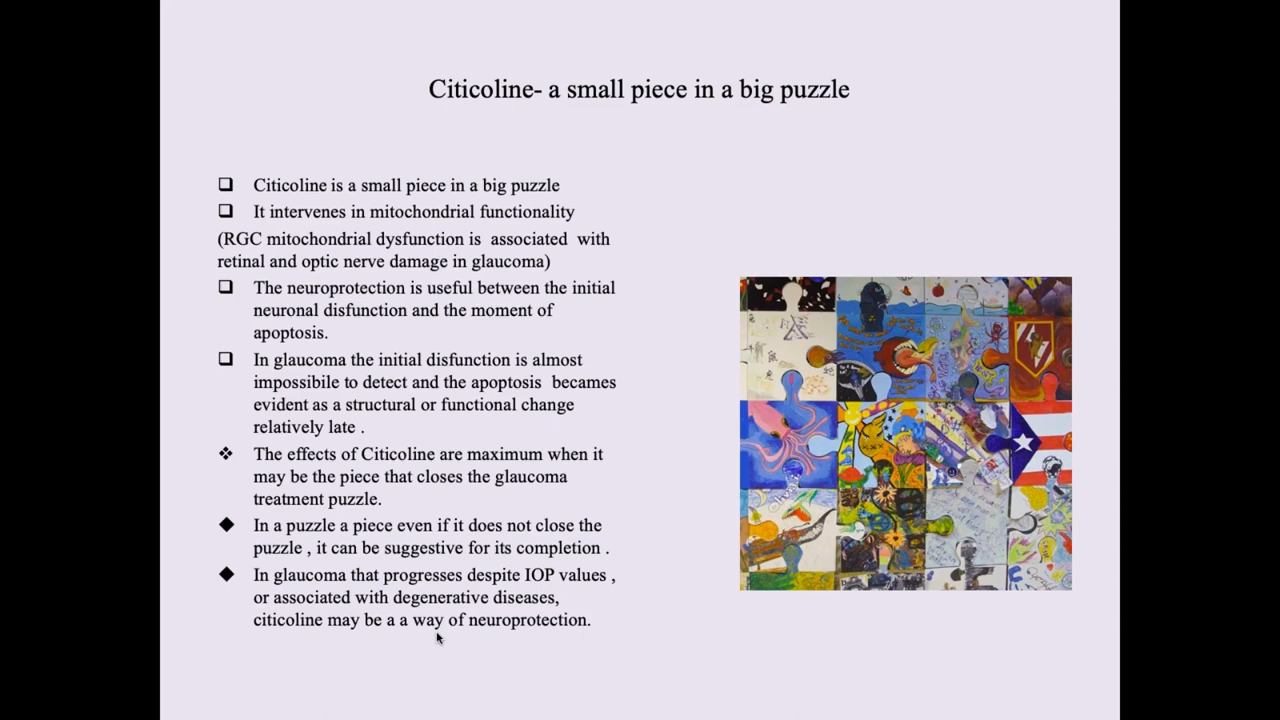 Citicoline- a small piece in a big puzzle
❑ Citicoline is a small piece in a big puzzle
❑ It intervenes in mitochondrial functionality
(RGC mitochondrial dysfunction is associated with
retinal and optic nerve damage in glaucoma)
❑ The neuroprotection is useful between the initial
neuronal disfunction and the moment of
apoptosis.
❑ In glaucoma the initial disfunction is almost
impossibile to detect and the apoptosis becames
evident as a structural or functional change
relatively late .
❖ The effects of Citicoline are maximum when it
may be the piece that closes the glaucoma
treatment puzzle.
◆ In a puzzle a piece even if it does not close the
puzzle , it can be suggestive for its completion .
◆ In glaucoma that progresses despite IOP values ,
or associated with degenerative diseases,
citicoline may be a a way of neuroprotection.